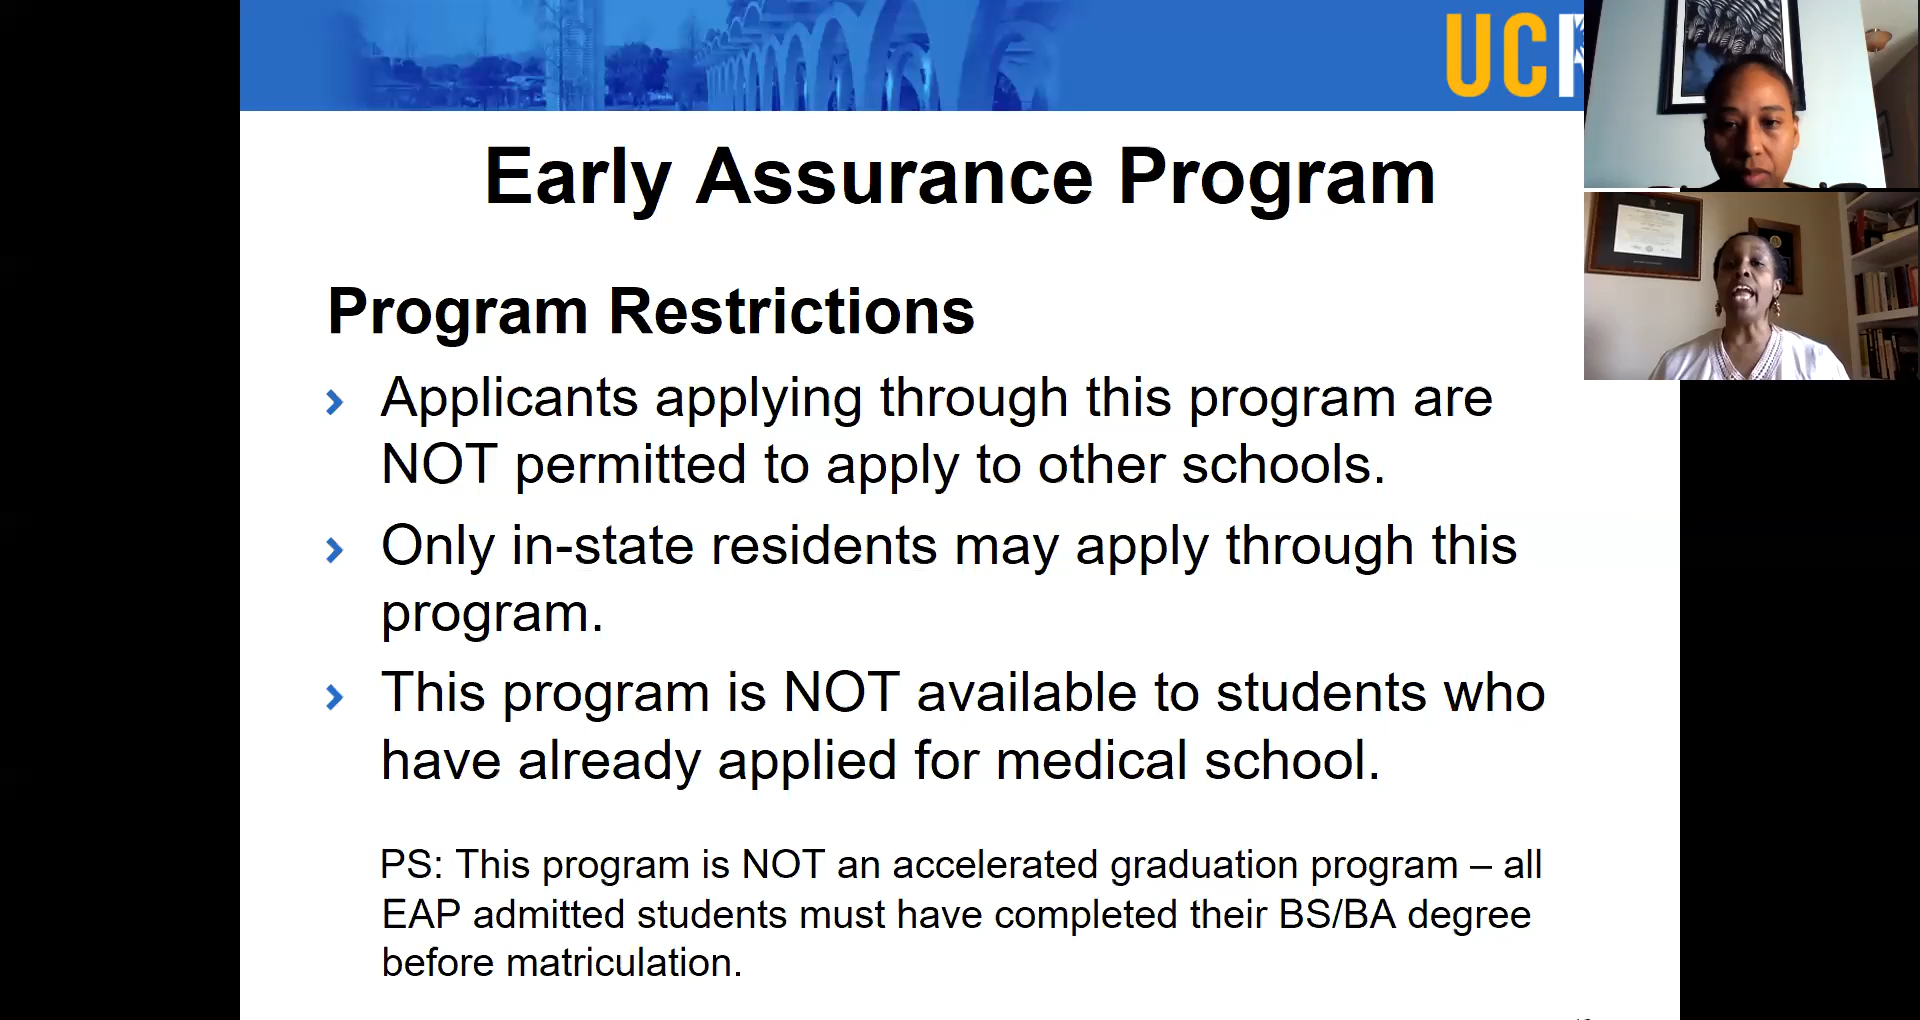 UCR
Early Assurance Program
Program Restrictions
Applicants applying through this program are
NOT permitted to apply to other schools.
Only in-state residents may apply through this
program.
This program is NOT available to students who
have already applied for medical school.
PS: This program is NOT an accelerated graduation program – all
EAP admitted students must have completed their BS/BA degree
before matriculation.